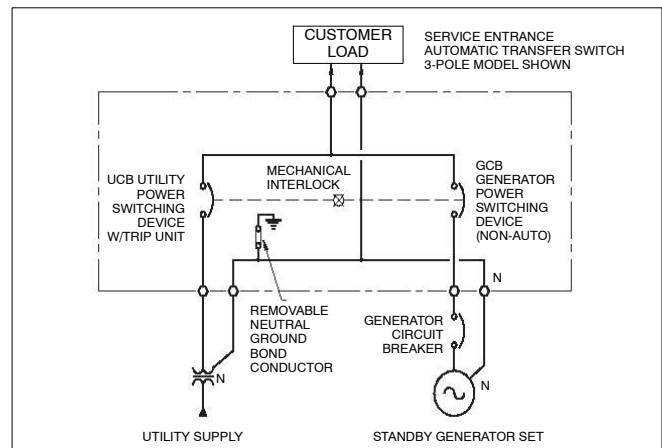 CUSTOMER
LOAD
SERVICE ENTRANCE
AUTOMATIC TRANSFER SWITCH
3-POLE MODEL SHOWN
UCB UTILITY
POWER
SWITCHING
DEVICE
W/TRIP UNIT
MECHANICAL
INTERLOCK
GCB
GENERATOR
POWER
SWITCHING
DEVICE
(NON-AUTO)
N
REMOVABLE
NEUTRAL
GROUND
BOND
CONDUCTOR
GENERATOR
CIRCUIT
BREAKER
N
N
UTILITY SUPPLY
STANDBY GENERATOR SET